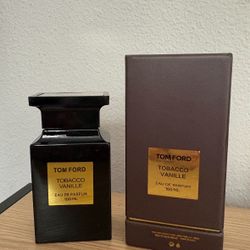 TOM FORD
TOBACCO
VANILLE
EAU DE PARFUM
100 ML
TOM FORD
TOBACCO
VANILLE
EAU DE PARFUM
100 ML